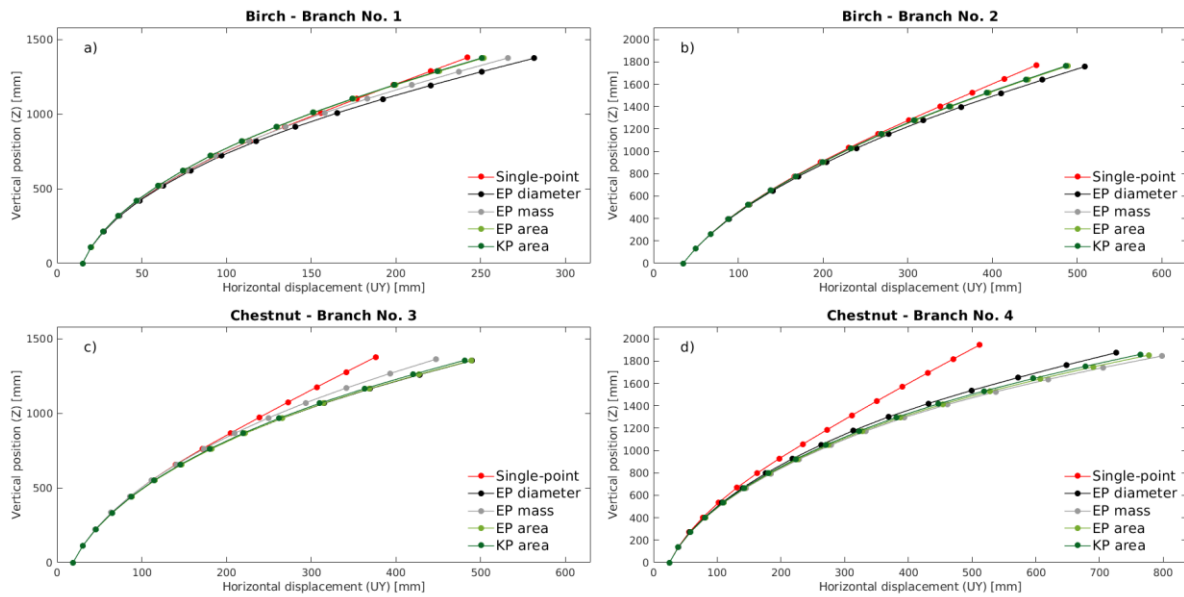 Birch - Branch No. 1
a)
Vertical position (Z) [mm]
1500
1000
500
0
Single-point
EP diameter
EP mass
EP area
KP area
0 50 100 150 200 250 300
Horizontal displacement (UY) [mm]
Birch - Branch No. 2
b)
Vertical position (Z) [mm]
2000
1800
1600
1400
1200
1000
800
600
400
200
0
Single-point
EP diameter
EP mass
EP area
KP area
0 100 200 300 400 500 600
Horizontal displacement (UY) [mm]
Chestnut - Branch No. 3
c)
Vertical position (Z) [mm]
1500
1000
500
0
Single-point
EP diameter
EP mass
EP area
KP area
0 100 200 300 400 500 600
Horizontal displacement (UY) [mm]
Chestnut - Branch No. 4
d)
Vertical position (Z) [mm]
2000
1800
1600
1400
1200
1000
800
600
400
200
0
Single-point
EP diameter
EP mass
EP area
KP area
0 100 200 300 400 500 600 700 800
Horizontal displacement (UY) [mm]